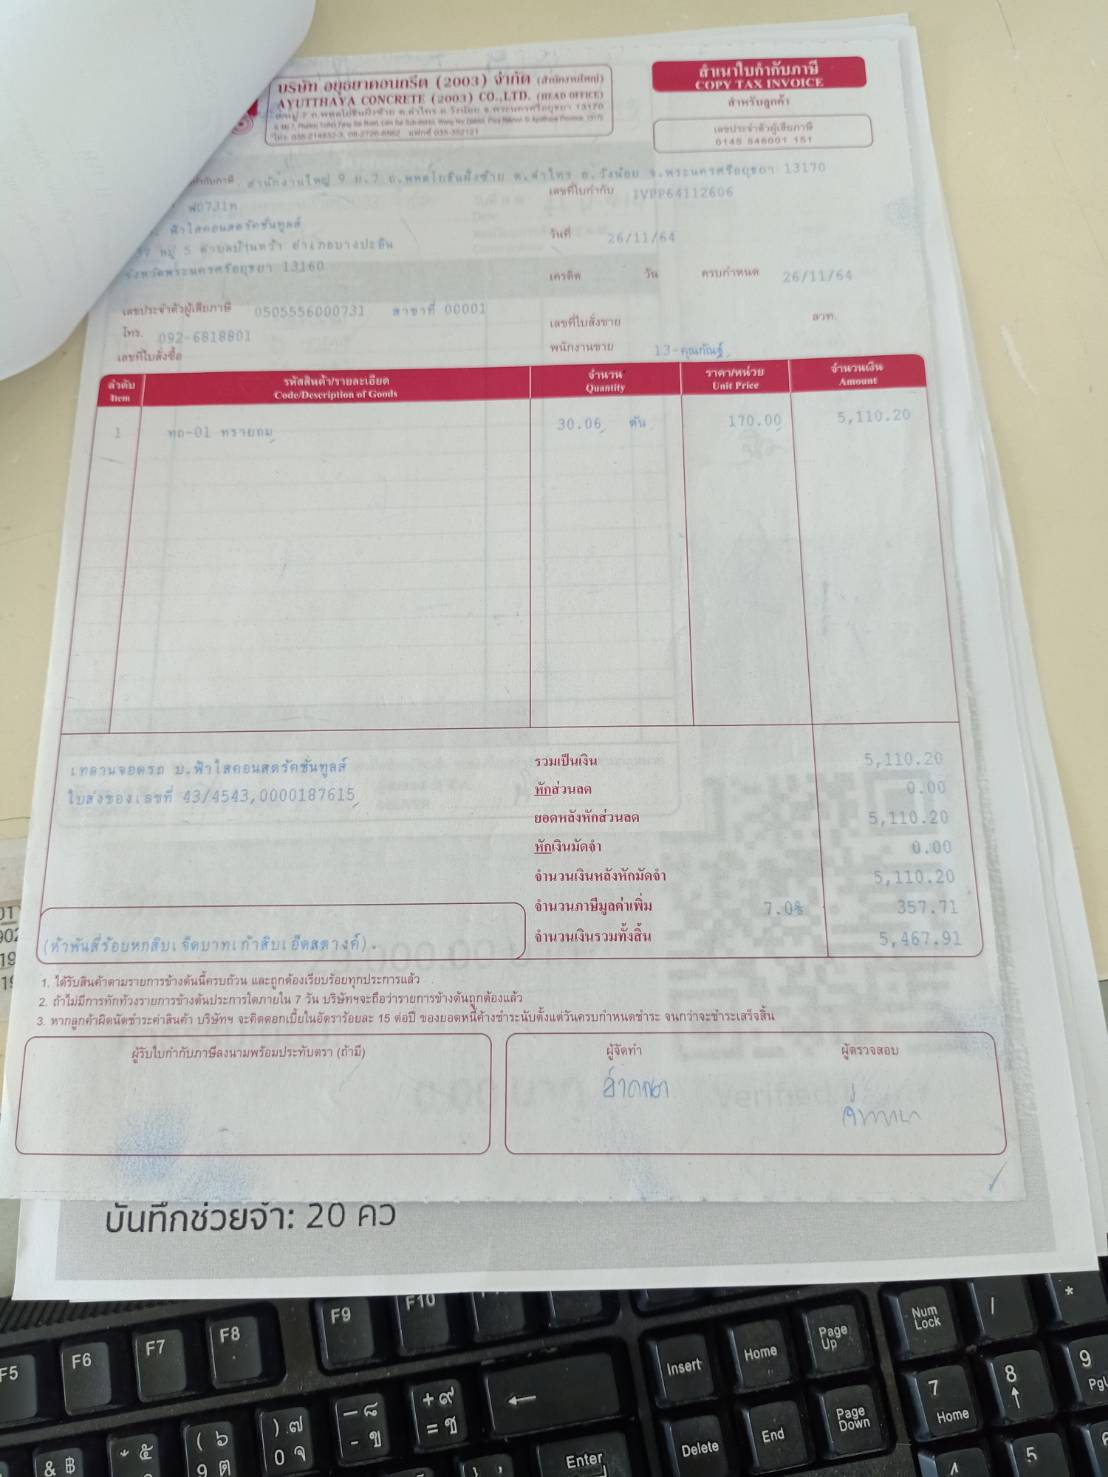 บริษัท อยุธยาคอนกรีต (2003) จำกัด (สำนักงานใหญ่)
AYUTTHAYA CONCRETE (2003) CO.,LTD. (HEAD OFFICE)
สำเนาใบกำกับภาษี
COPY TAX INVOICE
สำหรับลูกค้า
เลขประจำตัวผู้เสียภาษี
0145 546001 151
สำนักงานใหญ่ 9 ม.7 ถ.พหลโยธินฝั่งซ้าย ต.ลำไทร อ.วังน้อย จ.พระนครศรีอยุธยา 13170
เลขที่ใบกำกับ IVPP64112606
ฟ0731ท
ฟ้าใสคอนสตรัคชั่นทูลส์
วันที่ 26/11/64
หมู่ 5 ตำบลบ้านหว้า อำเภอบางปะอิน
จังหวัดพระนครศรีอยุธยา 13160
เครดิต วัน ครบกำหนด 26/11/64
เลขประจำตัวผู้เสียภาษี 0505556000731 สาขาที่ 00001
เลขที่ใบสั่งขาย สวท.
โทร. 092-6818801
พนักงานขาย 13-คุณกัณฐ์
เลขที่ใบสั่งซื้อ
ลำดับ รหัสสินค้า/รายละเอียด จำนวน ราคา/หน่วย จำนวนเงิน
Item Code/Description of Goods Quantity Unit Price Amount
1 ทถ-01 ทรายถม 30.06 ตัน 170.00 5,110.20
เทลานจอดรถ บ.ฟ้าใสคอนสตรัคชั่นทูลส์
ใบส่งของเลขที่ 43/4543,0000187615
รวมเป็นเงิน 5,110.20
หักส่วนลด 0.00
ยอดหลังหักส่วนลด 5,110.20
หักเงินมัดจำ 0.00
จำนวนเงินหลังหักมัดจำ 5,110.20
จำนวนภาษีมูลค่าเพิ่ม 7.0% 357.71
จำนวนเงินรวมทั้งสิ้น 5,467.91
(ห้าพันสี่ร้อยหกสิบเจ็ดบาทเก้าสิบเอ็ดสตางค์)
1. ได้รับสินค้าตามรายการข้างต้นนี้ครบถ้วน และถูกต้องเรียบร้อยทุกประการแล้ว
2. ถ้าไม่มีการทักท้วงรายการข้างต้นประการใดภายใน 7 วัน บริษัทฯจะถือว่ารายการข้างต้นถูกต้องแล้ว
3. หากลูกค้าผิดนัดชำระค่าสินค้า บริษัทฯ จะคิดดอกเบี้ยในอัตราร้อยละ 15 ต่อปี ของยอดหนี้ค้างชำระนับตั้งแต่วันครบกำหนดชำระ จนกว่าจะชำระเสร็จสิ้น
ผู้รับใบกำกับภาษีลงนามพร้อมประทับตรา (ถ้ามี)
ผู้จัดทำ
ผู้ตรวจสอบ
บันทึกช่วยจำ: 20 คว
F5 F6 F7 F8 F9 F10
Insert Home Page Up Num Lock / *
Delete End Page Down 7 Home 8 9
Enter